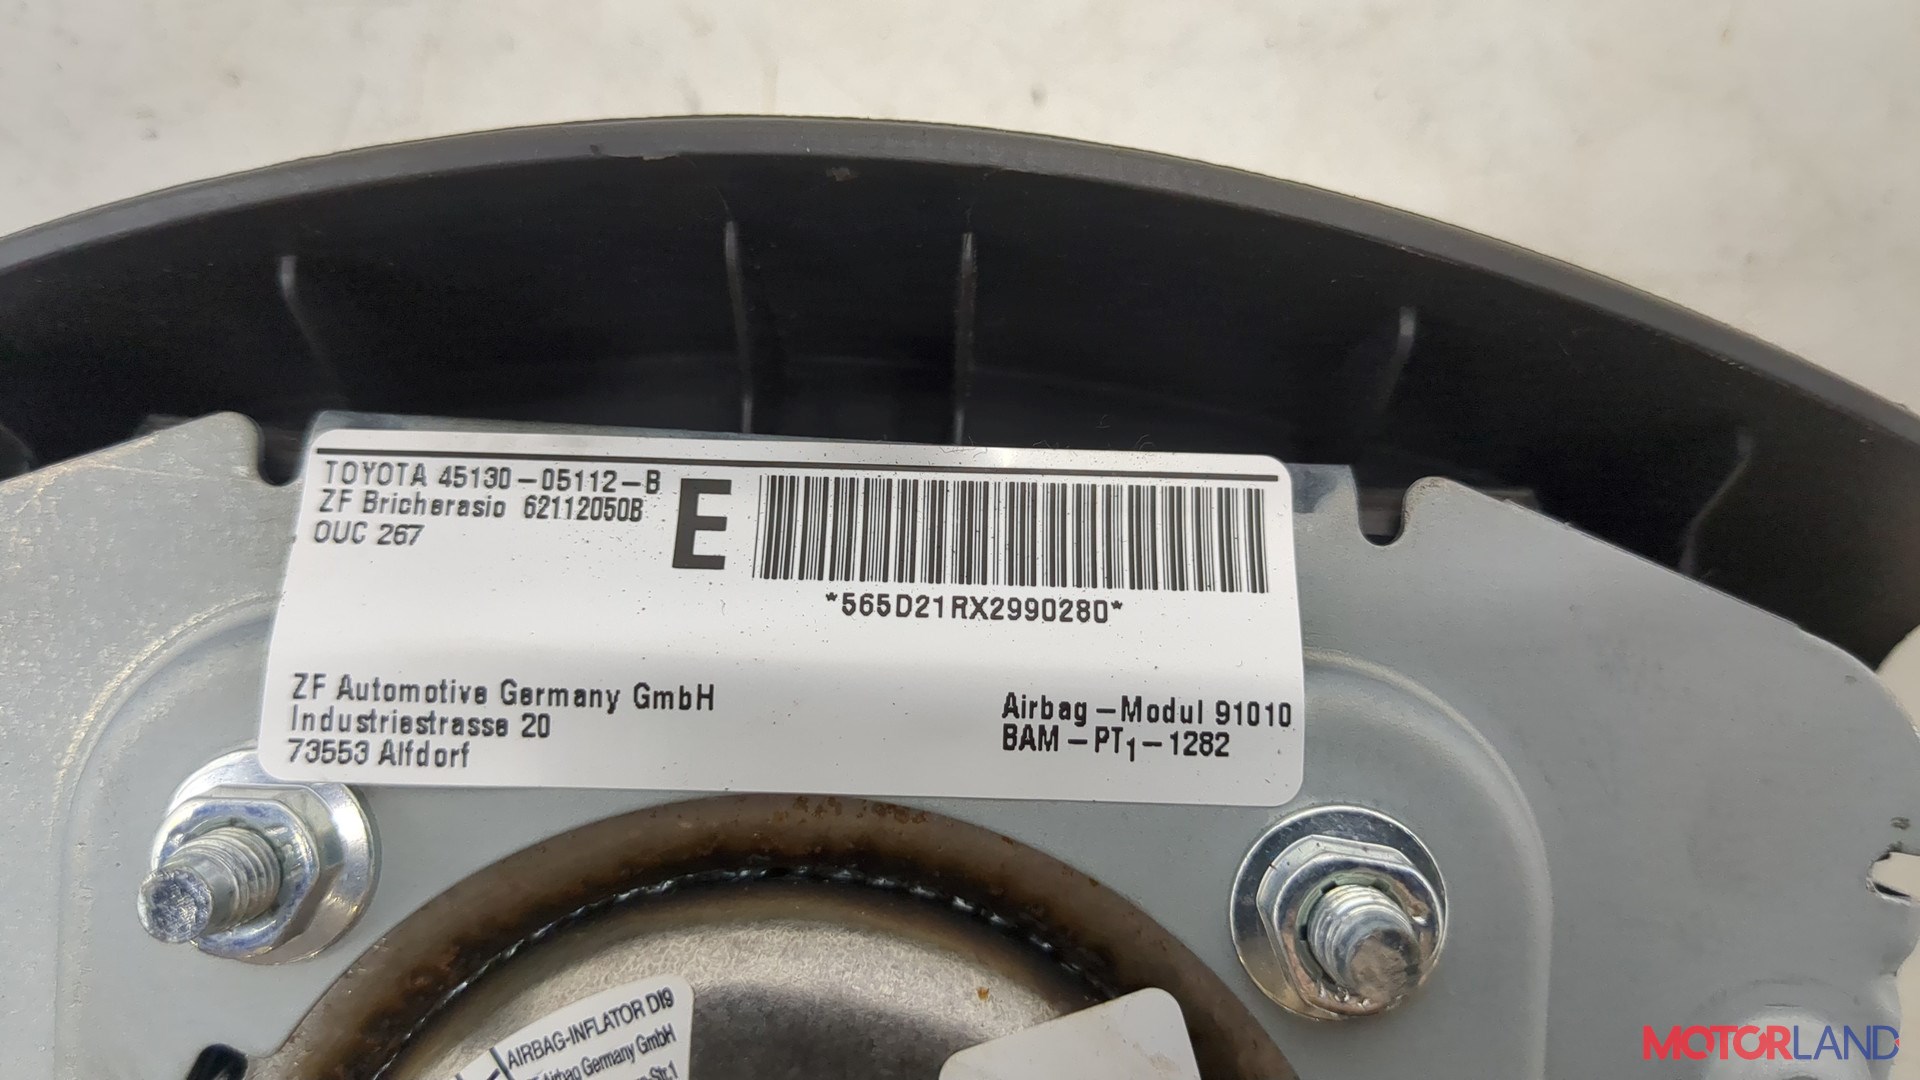 TOYOTA 45130-05112-B
ZF Bricherasio 62112050B
OUC 267
E
*565D21RX2990280*
ZF Automotive Germany GmbH
Industriestrasse 20
73553 Alfdorf
Airbag-Modul 91010
BAM-PT1-1282
AIRBAG-INFLATOR DI9
Airbag Germany GmbH
MOTORLAND